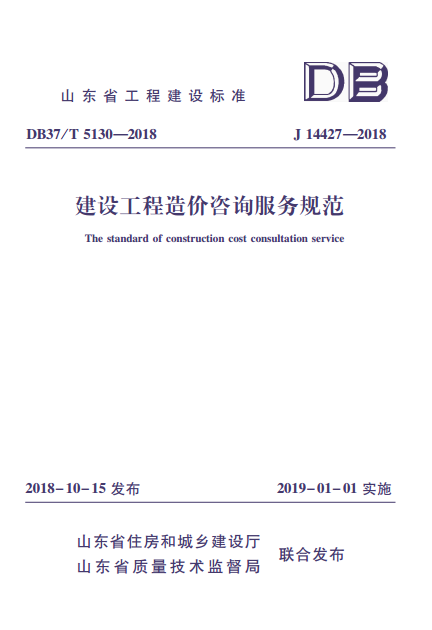 DB
山东省工程建设标准
DB37/T 5130—2018 J 14427—2018
建设工程造价咨询服务规范
The standard of construction cost consultation service
2018-10-15 发布 2019-01-01 实施
山东省住房和城乡建设厅
山东省质量技术监督局 联合发布